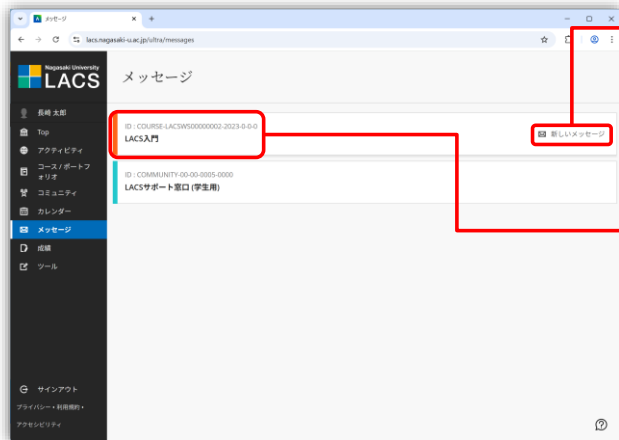 メッセージ
lacs.nagasaki-u.ac.jp/ultra/messages
Nagasaki University
LACS
メッセージ
長崎 太郎
Top
アクティビティ
コース / ポートフォリオ
コミュニティ
カレンダー
メッセージ
成績
ツール
ID : COURSE-LACSW500000002-2023-0-0-0
LACS入門
新しいメッセージ
ID : COMMUNITY-00-00-0005-0000
LACSサポート窓口 (学生用)
サインアウト
プライバシー • 利用規約 •
アクセシビリティ